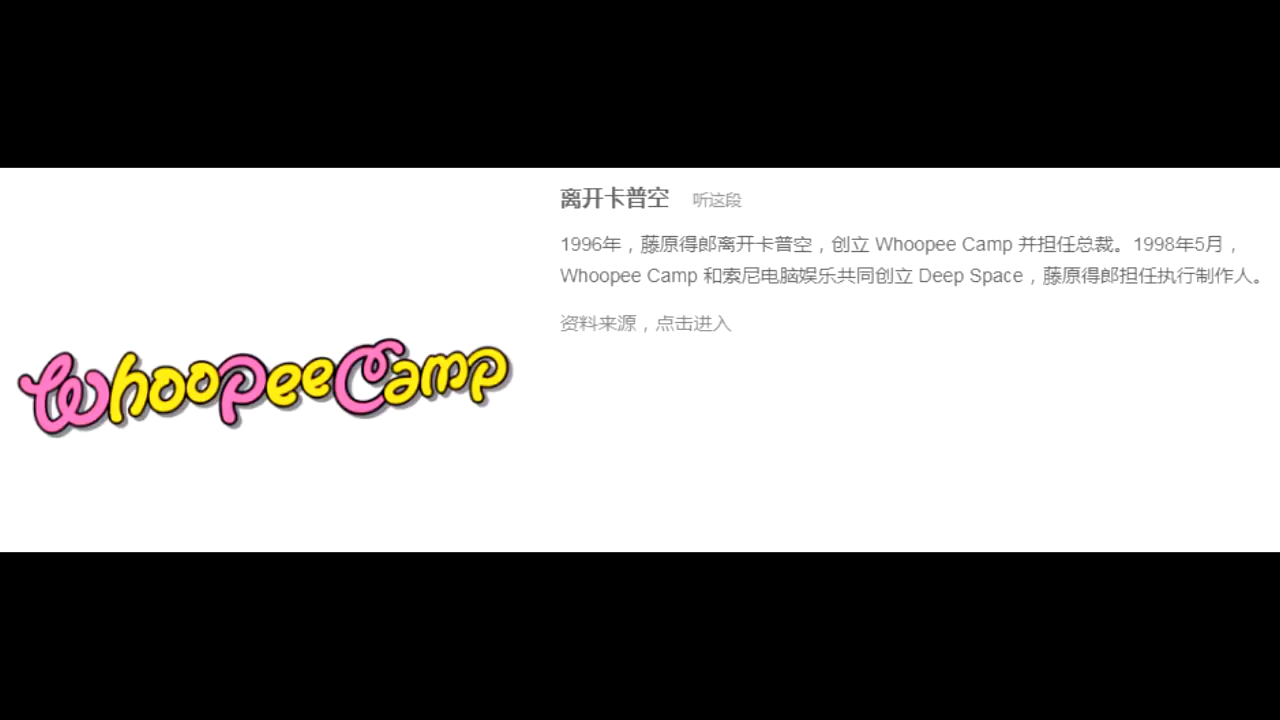 离开卡普空 听这段
1996年，藤原得郎离开卡普空，创立 Whoopee Camp 并担任总裁。1998年5月，
Whoopee Camp 和索尼电脑娱乐共同创立 Deep Space，藤原得郎担任执行制作人。
资料来源，点击进入
WhoopeeCamp